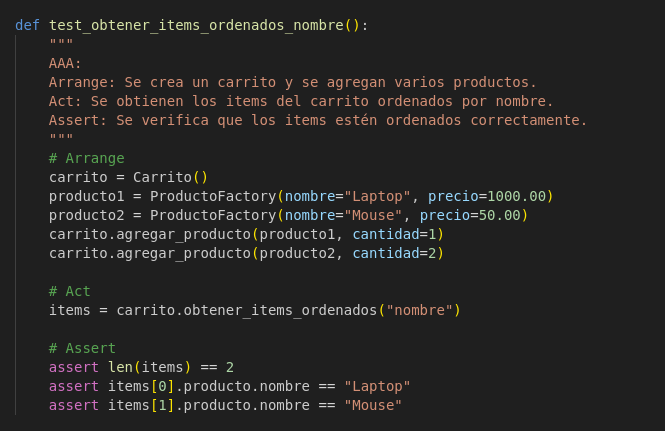 def test_obtener_items_ordenados_nombre():
    """
    AAA:
    Arrange: Se crea un carrito y se agregan varios productos.
    Act: Se obtienen los items del carrito ordenados por nombre.
    Assert: Se verifica que los items estén ordenados correctamente.
    """
    # Arrange
    carrito = Carrito()
    producto1 = ProductoFactory(nombre="Laptop", precio=1000.00)
    producto2 = ProductoFactory(nombre="Mouse", precio=50.00)
    carrito.agregar_producto(producto1, cantidad=1)
    carrito.agregar_producto(producto2, cantidad=2)

    # Act
    items = carrito.obtener_items_ordenados("nombre")

    # Assert
    assert len(items) == 2
    assert items[0].producto.nombre == "Laptop"
    assert items[1].producto.nombre == "Mouse"